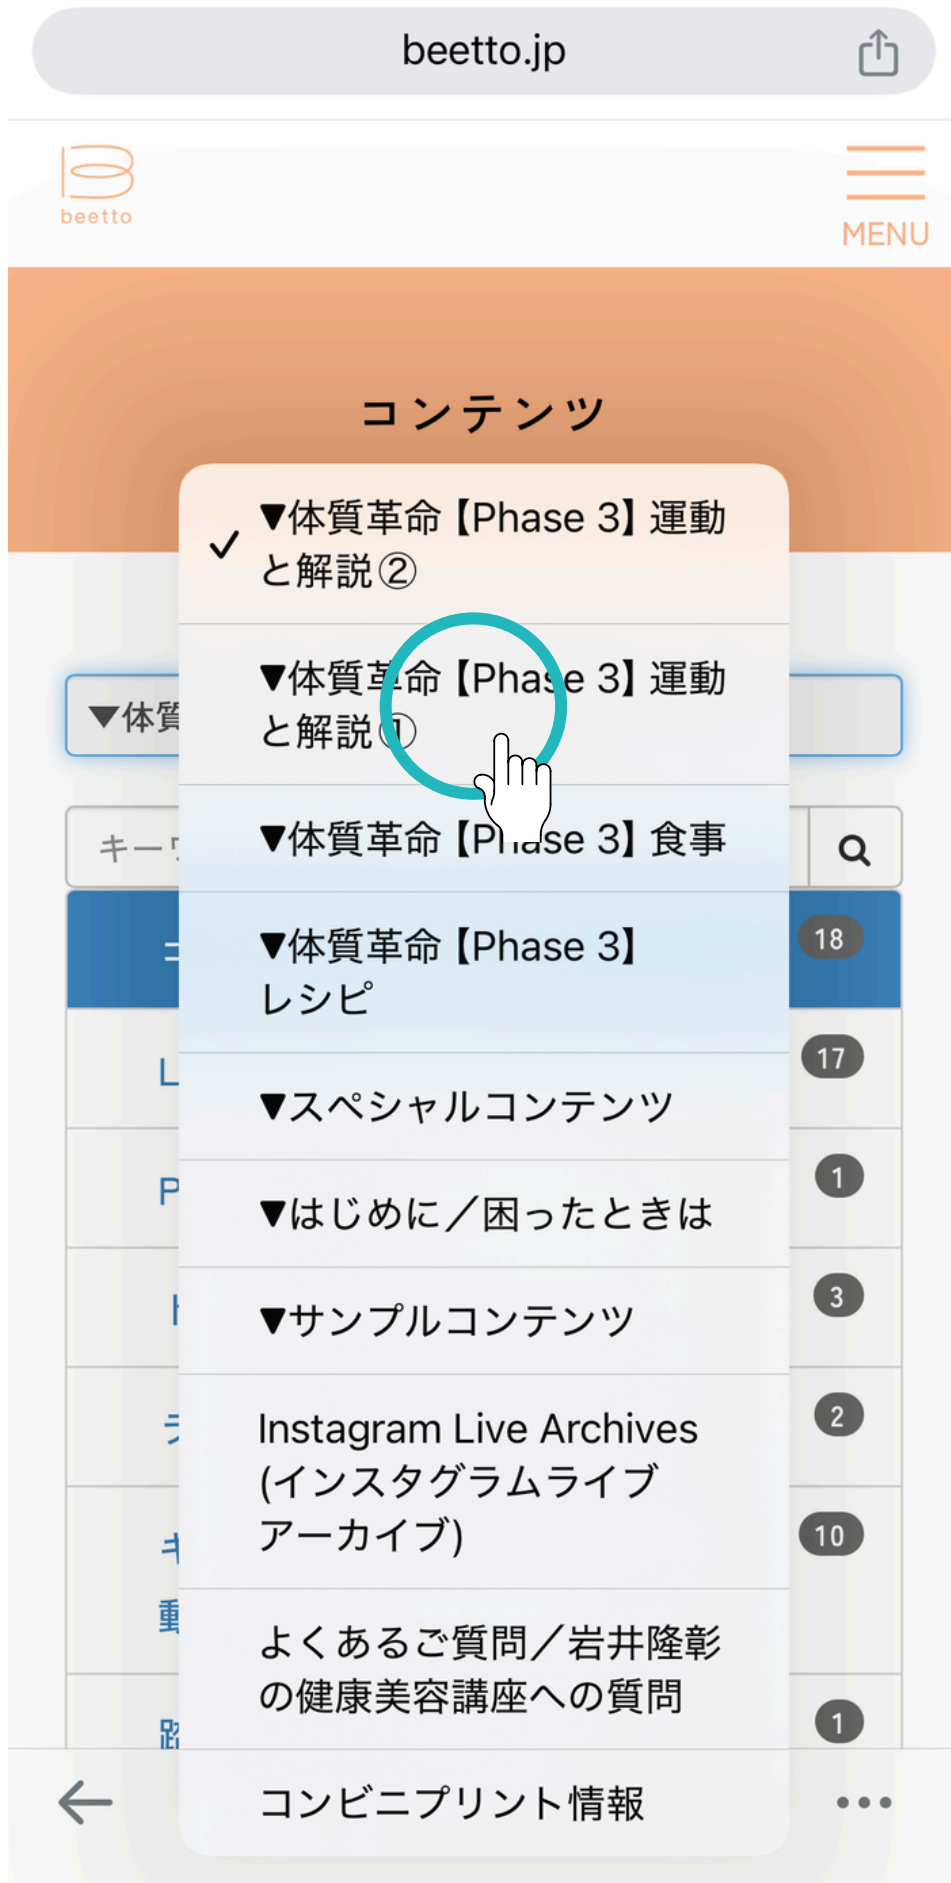 beetto.jp
beetto
MENU
コンテンツ
▼体質革命【Phase 3】運動
と解説②
▼体質革命【Phase 3】運動
と解説①
▼体質
▼体質革命【Phase 3】食事
キーワ
▼体質革命【Phase 3】
レシピ
18
17
▼スペシャルコンテンツ
1
▼はじめに／困ったときは
3
▼サンプルコンテンツ
2
Instagram Live Archives
(インスタグラムライブ
アーカイブ)
10
動
よくあるご質問／岩井隆彰
の健康美容講座への質問
1
コンビニプリント情報